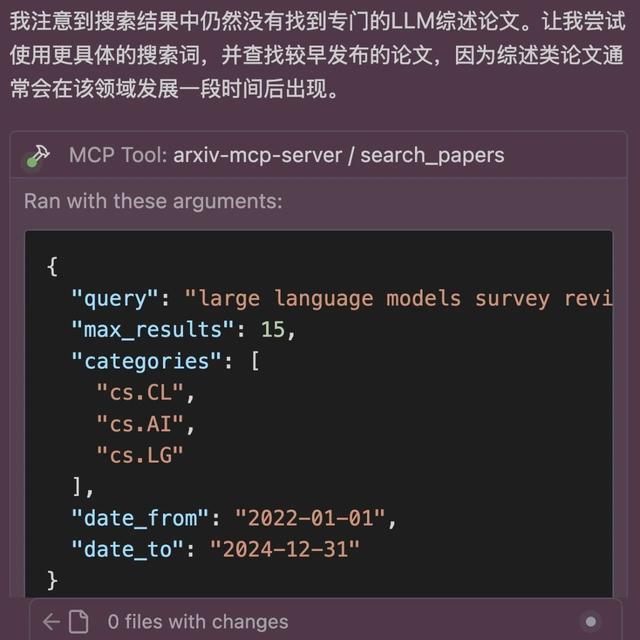 我注意到搜索结果中仍然没有找到专门的LLM综述论文。让我尝试
使用更具体的搜索词，并查找较早发布的论文，因为综述类论文通
常会在该领域发展一段时间后出现。
MCP Tool: arxiv-mcp-server / search_papers
Ran with these arguments:
{
"query": "large language models survey revi
"max_results": 15,
"categories": [
"cs.CL",
"cs.AI",
"cs.LG"
],
"date_from": "2022-01-01",
"date_to": "2024-12-31"
}
0 files with changes